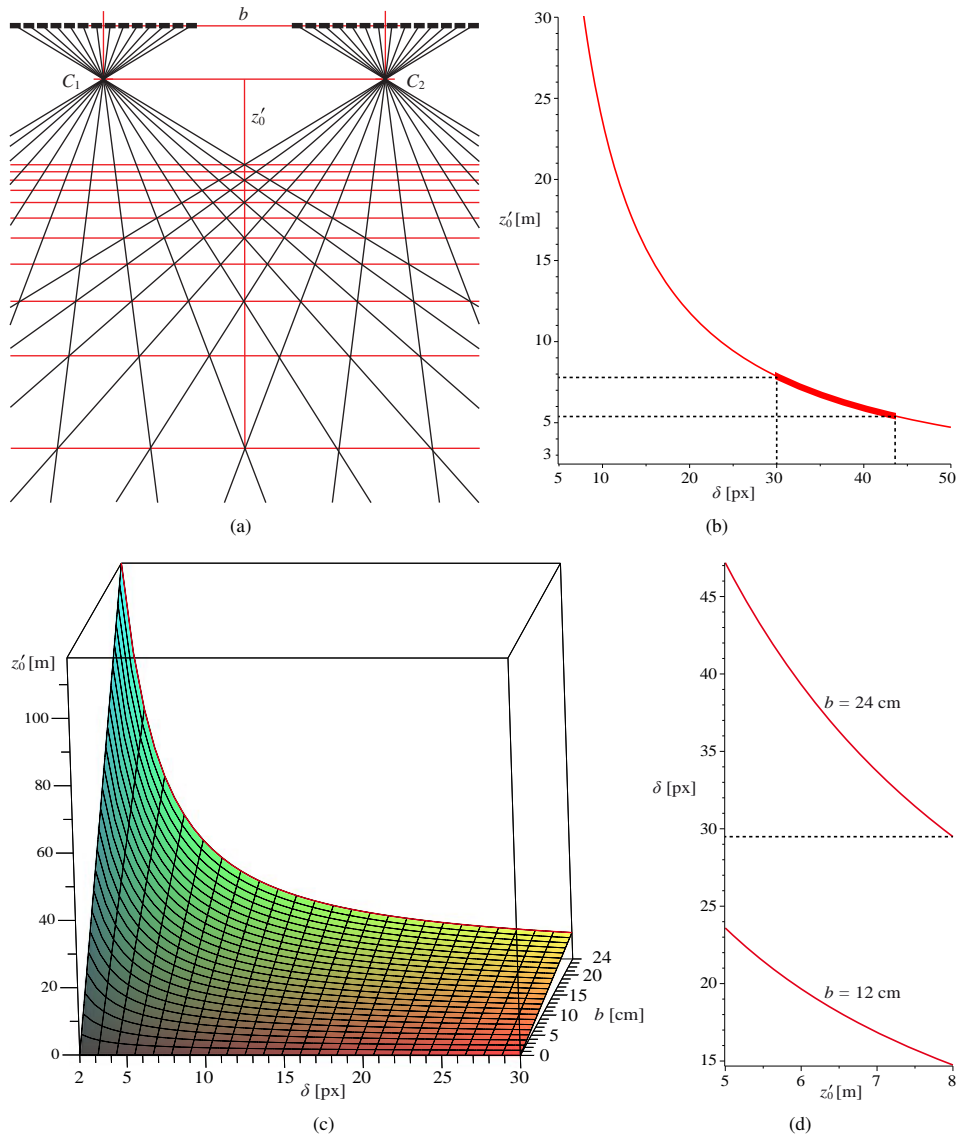 b
C1 C2
z′0
(a)
30
25
20
z′0 [m]
15
10
5
3
5 10 20 30 40 50
δ [px]
(b)
z′0 [m]
100
80
60
40
20
0
2 5 10 15 20 25 30
δ [px]
24
20
15
10
5
0
b [cm]
(c)
45
40
b = 24 cm
35
δ [px]
30
25
20
b = 12 cm
15
5 6 7 8
z′0 [m]
(d)